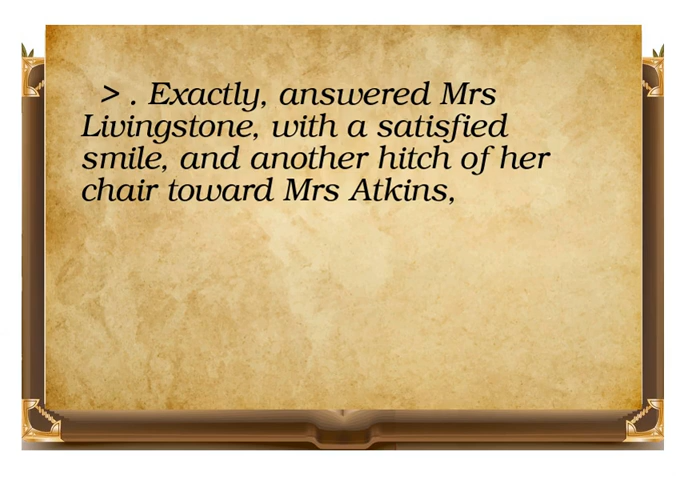 > . Exactly, answered Mrs
Livingstone, with a satisfied
smile, and another hitch of her
chair toward Mrs Atkins,